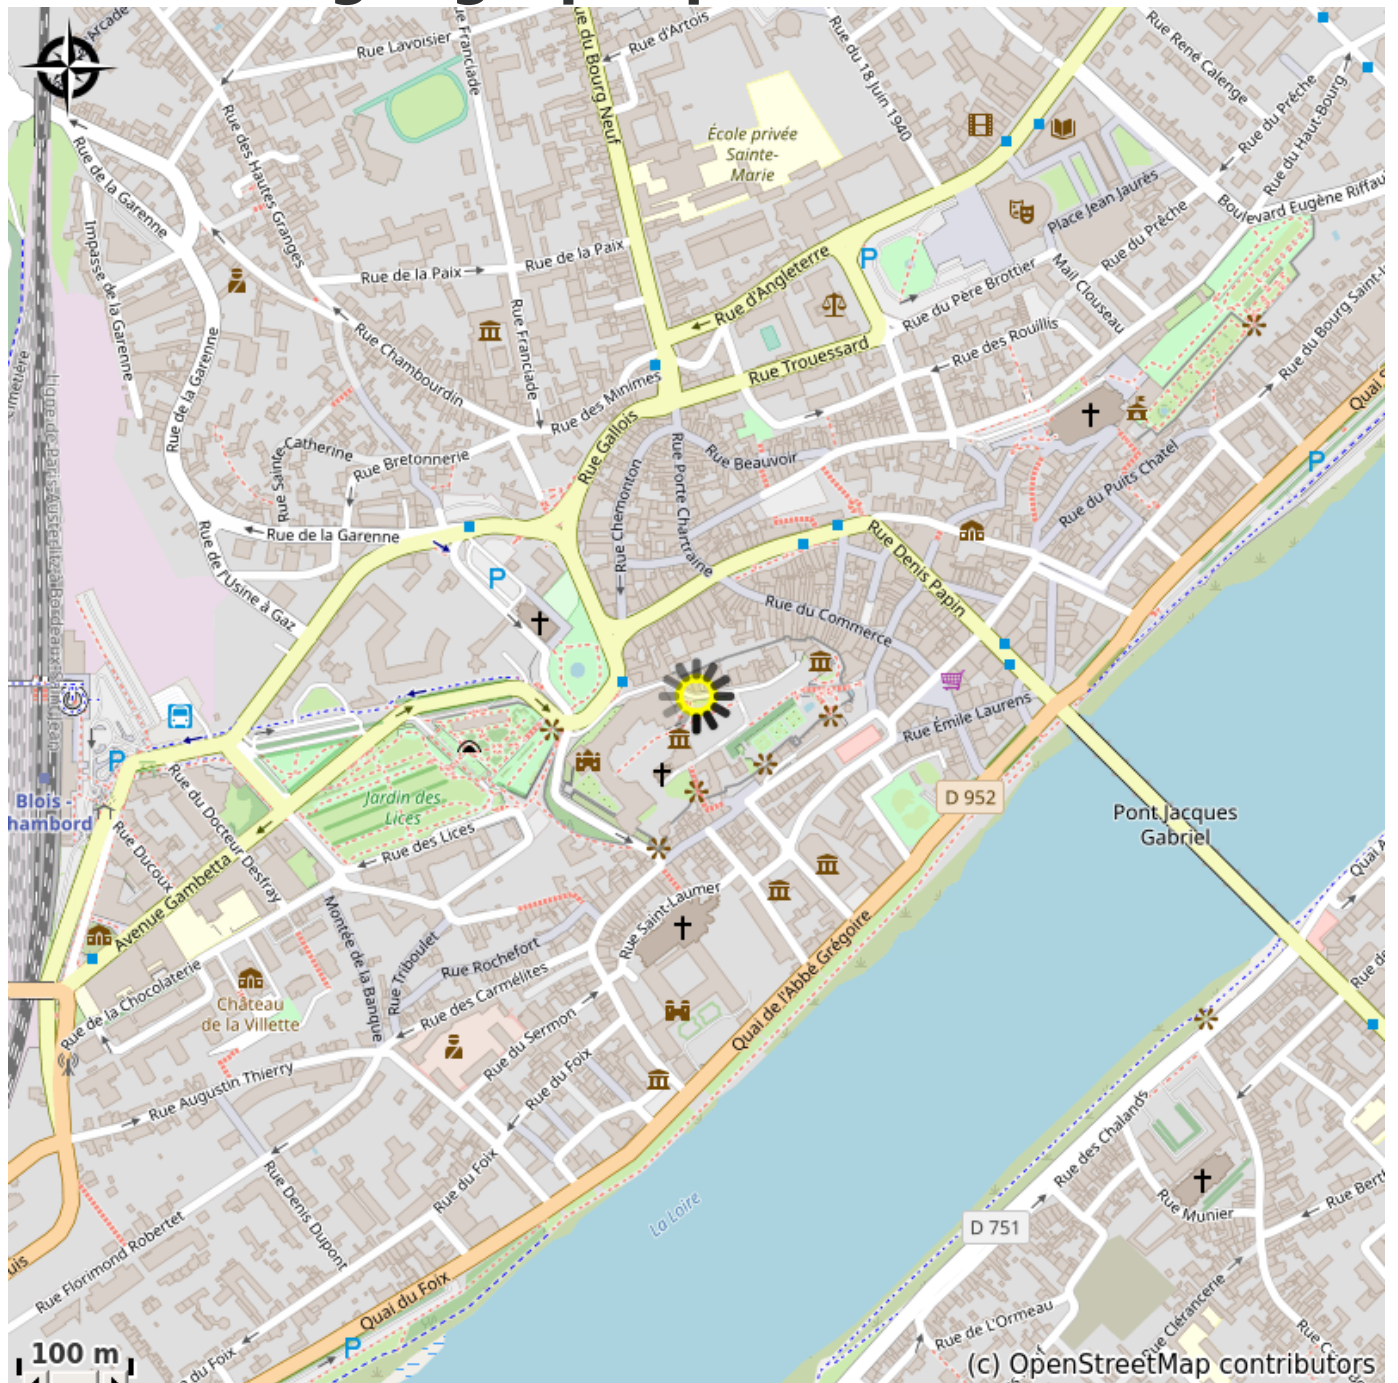 Rue Lavoisier
Rue d'Artois
Rue du 18 Juin 1940
Rue René Calenge
Rue du Prêche
Rue du Haut-Bourg
Rue du Bourg Neuf
École privée
Sainte-
Marie
Rue des Hautes Granges
Rue de la Garenne
Impasse de la Garenne
Place Jean Jaurès
Rue du Prêche
Mail Clouseau
Rue de la Paix
Rue de la Paix
Rue d'Angleterre
P
Rue du Père Brottier
Rue Franciade
Rue Chambourdin
Rue des Rouillis
Rue Trouessard
Rue des Minimes
Rue de la Garenne
Rue Gallois
Rue Sainte
Catherine
Rue Bretonnerie
Rue Beauvoir
Rue Porte Chartraine
Rue Chemonton
P
Rue du Puits Chatel
Rue de la Garenne
Rue de l'Usine à Gaz
P
Rue Denis Papin
Rue du Commerce
Rue Émile Laurens
P
Blois -
Jardin des
Lices
Rue des Lices
D 952
Pont Jacques
Gabriel
Rue du Docteur Desfray
Rue Ducoux
Avenue Gambetta
Rue Saint-Laumer
Quai de l'Abbé Grégoire
Montée de la Banque
Rue Triboulet
Rue Rochefort
Rue des Carmélites
Rue de la Chocolaterie
Château
de la Villette
Rue du Sermon
Rue du Foix
Rue Augustin Thierry
Rue des Chalands
Rue du Foix
Rue Denis Dupont
La Loire
Rue Munier
D 751
Rue Florimond Robertet
Quai du Foix
Rue Clérancerie
Rue de L'Ormeau
P
100 m
(c) OpenStreetMap contributors